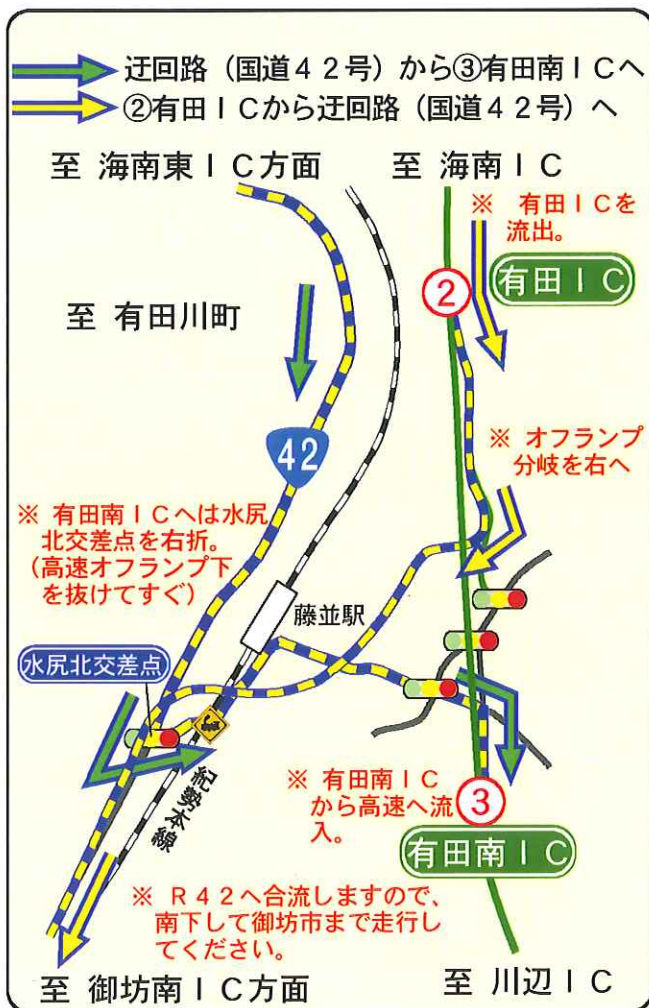 迂回路（国道４２号）から③有田南ＩＣへ
②有田ＩＣから迂回路（国道４２号）へ
至 海南東ＩＣ方面
至 海南ＩＣ
※ 有田ＩＣを
流出。
有田ＩＣ
②
至 有田川町
42
※ オフランプ
分岐を右へ
※ 有田南ＩＣへは水尻
北交差点を右折。
（高速オフランプ下
を抜けてすぐ）
藤並駅
水尻北交差点
紀勢本線
※ 有田南ＩＣ
から高速へ流
入。
③
有田南ＩＣ
※ Ｒ４２へ合流しますので、
南下して御坊市まで走行し
てください。
至 御坊南ＩＣ方面
至 川辺ＩＣ